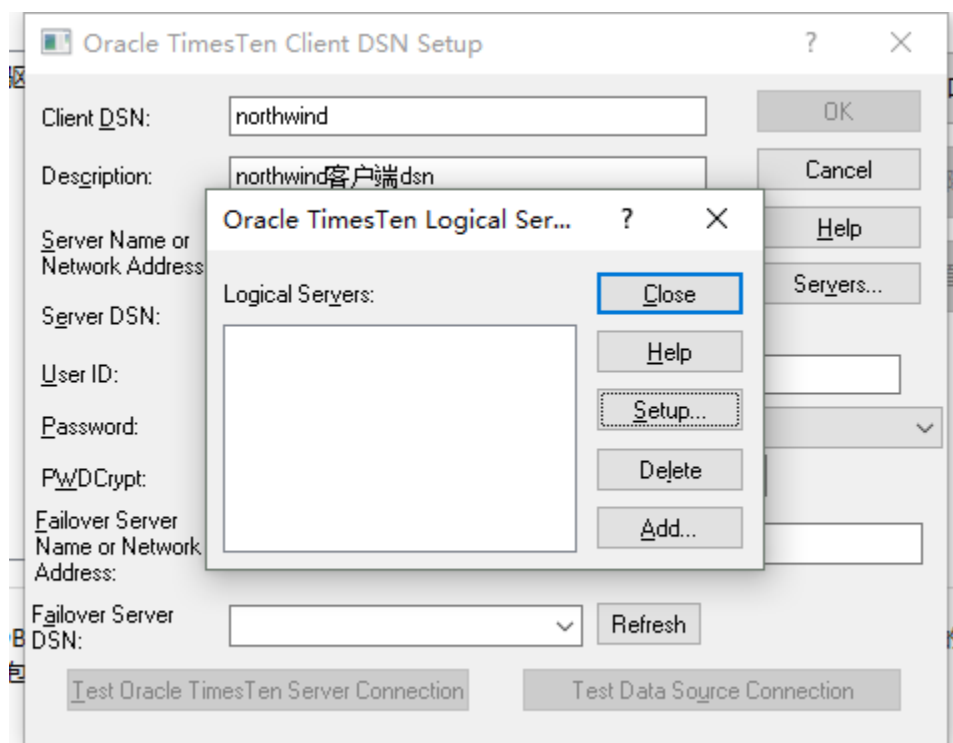 Oracle TimesTen Client DSN Setup
Client DSN:
northwind
OK
Description:
northwind客户端dsn
Cancel
Oracle TimesTen Logical Ser...
Server Name or
Network Address
Help
Logical Servers:
Close
Servers...
Server DSN:
Help
User ID:
Setup...
Password:
Delete
PWDCrypt:
Add...
Failover Server
Name or Network
Address:
Failover Server
DSN:
Refresh
Test Oracle TimesTen Server Connection
Test Data Source Connection